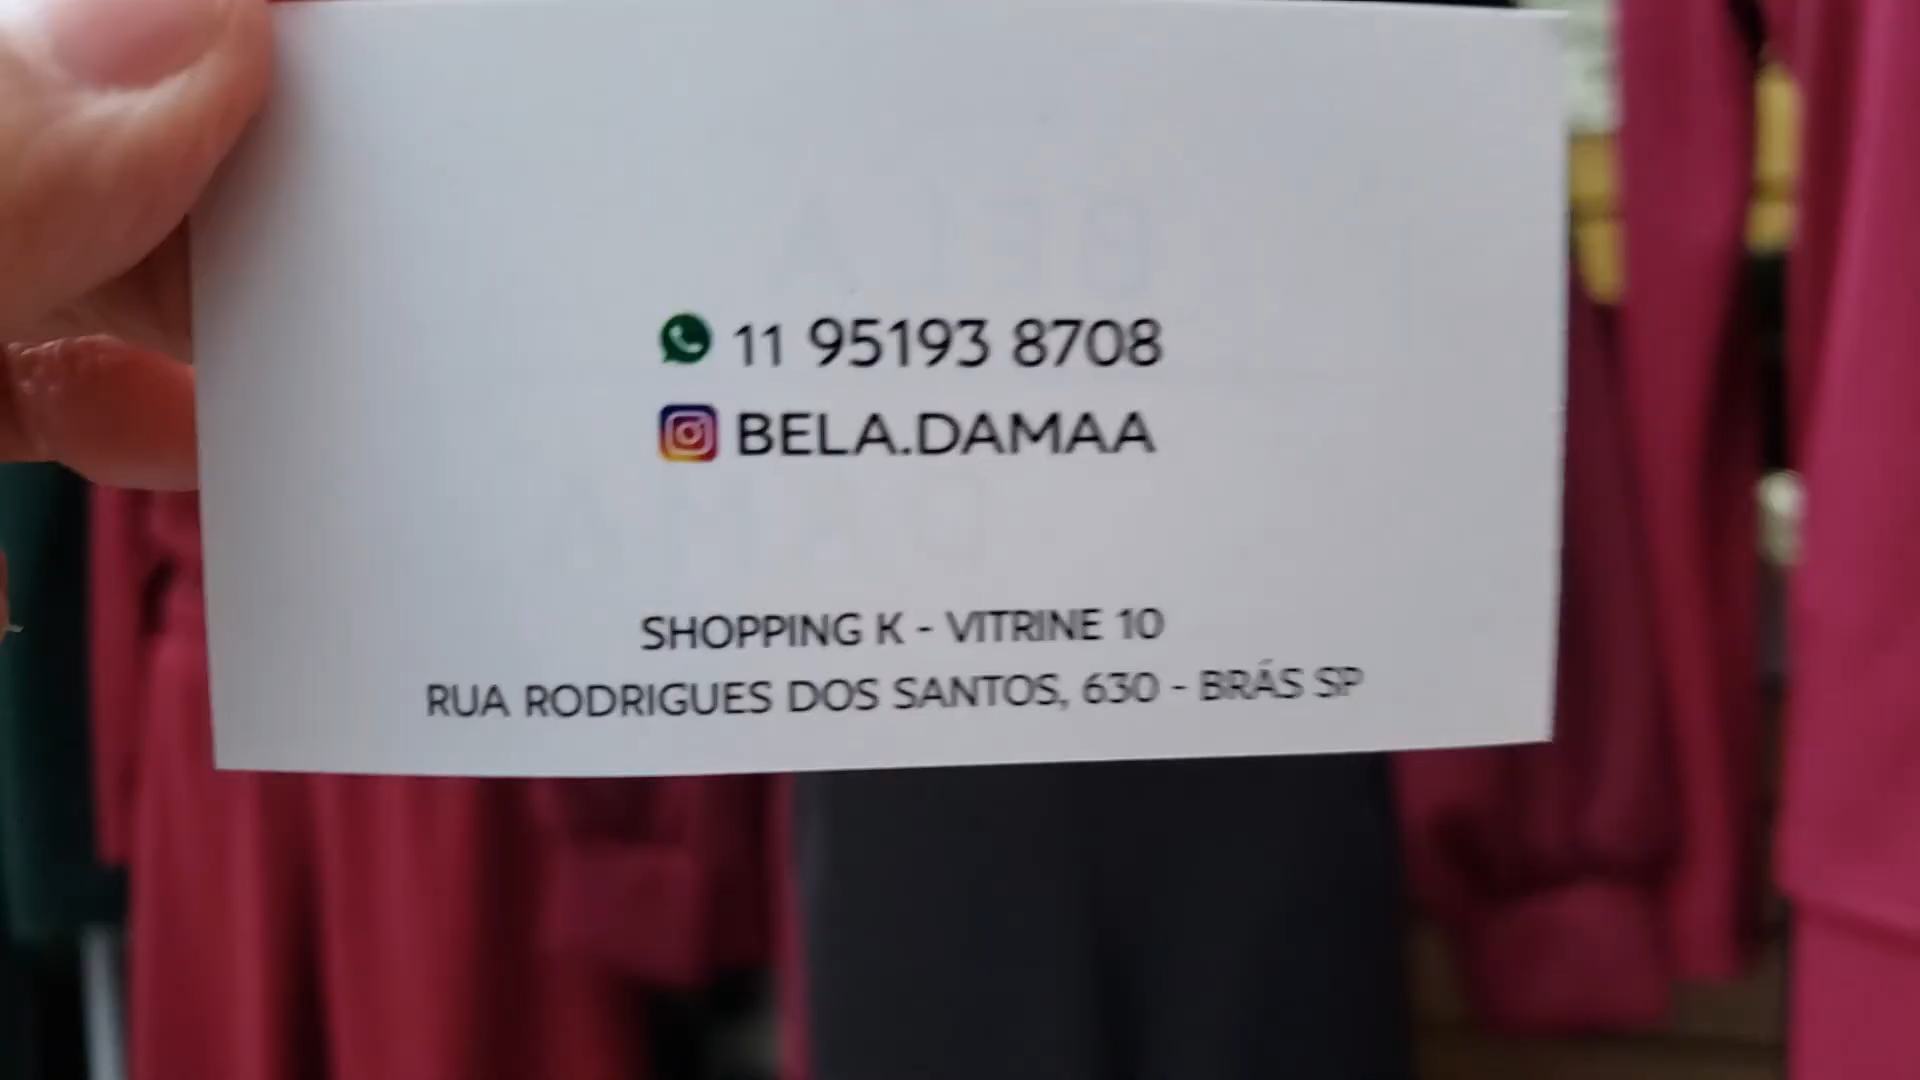 11 95193 8708
BELA.DAMAA
SHOPPING K - VITRINE 10
RUA RODRIGUES DOS SANTOS, 630 - BRÁS SP